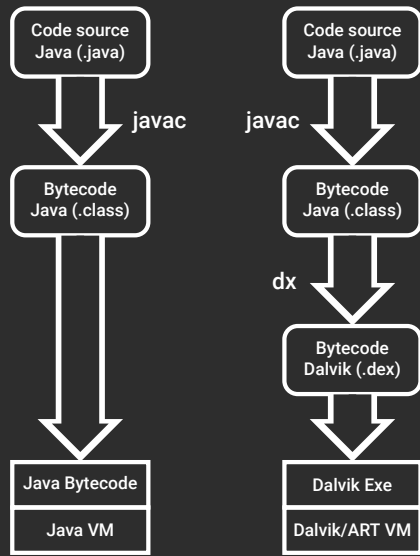 Code source
Java (.java)
javac
Bytecode
Java (.class)
Java Bytecode
Java VM
Code source
Java (.java)
javac
Bytecode
Java (.class)
dx
Bytecode
Dalvik (.dex)
Dalvik Exe
Dalvik/ART VM